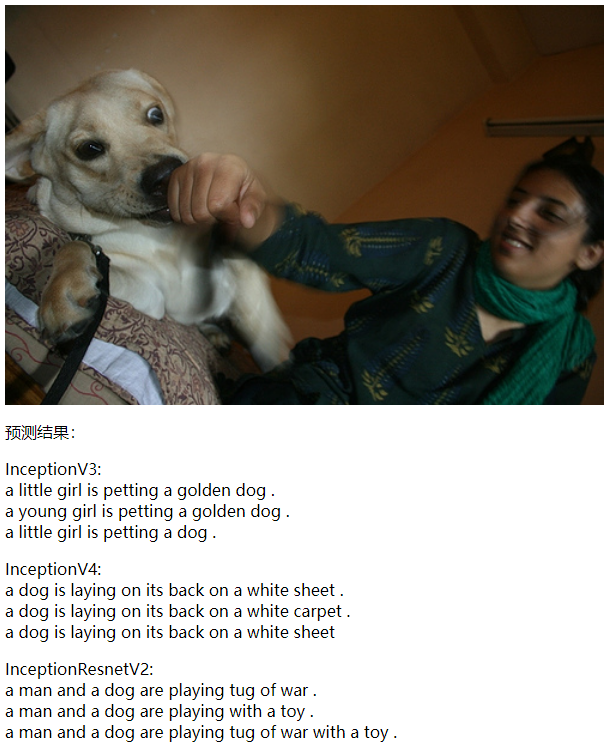 预测结果：
InceptionV3:
a little girl is petting a golden dog .
a young girl is petting a golden dog .
a little girl is petting a dog .
InceptionV4:
a dog is laying on its back on a white sheet .
a dog is laying on its back on a white carpet .
a dog is laying on its back on a white sheet
InceptionResnetV2:
a man and a dog are playing tug of war .
a man and a dog are playing with a toy .
a man and a dog are playing tug of war with a toy .